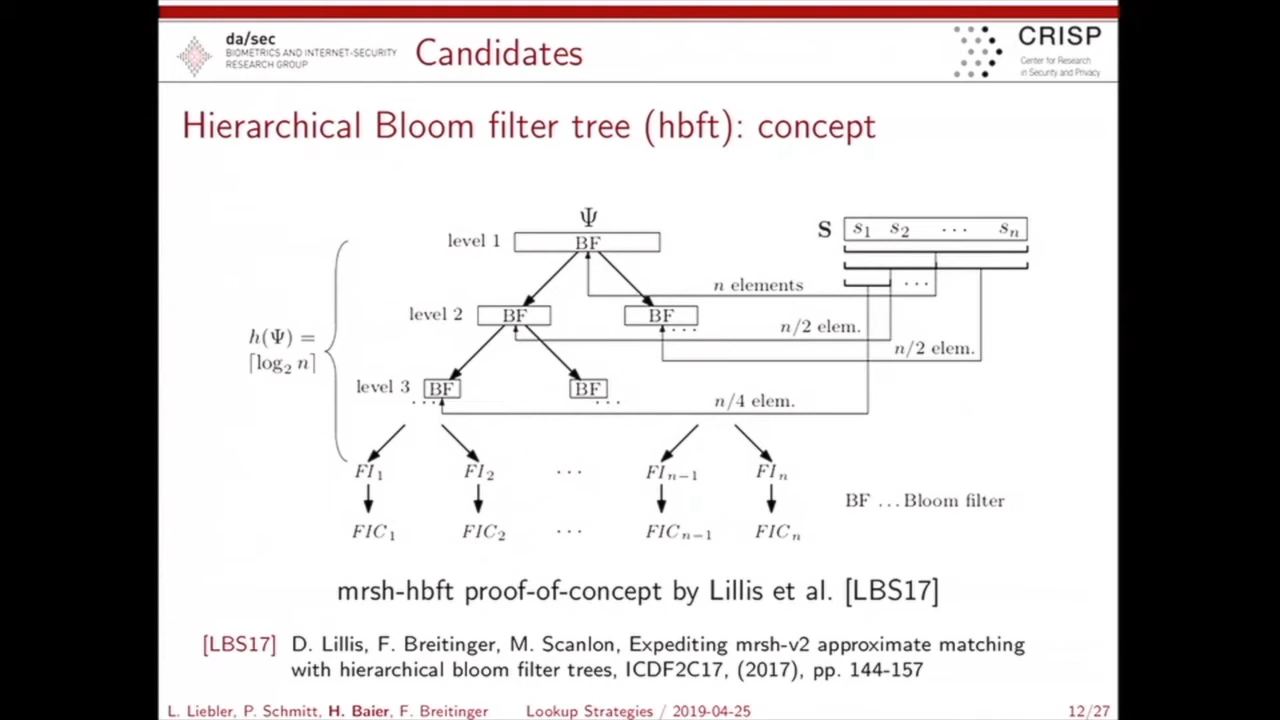 da/sec
BIOMETRICS AND INTERNET-SECURITY
RESEARCH GROUP
Candidates
CRISP
Center for Research
in Security and Privacy
Hierarchical Bloom filter tree (hbft): concept
Ψ
S s₁ s₂ ··· sₙ
level 1 BF
n elements ···
level 2 BF BF ···
n/2 elem.
h(Ψ) =
⌈log₂ n⌉
n/2 elem.
level 3 BF BF
··· ···
n/4 elem.
FI₁ FI₂ ··· FIₙ₋₁ FIₙ
BF ...Bloom filter
FIC₁ FIC₂ ··· FICₙ₋₁ FICₙ
mrsh-hbft proof-of-concept by Lillis et al. [LBS17]
[LBS17] D. Lillis, F. Breitinger, M. Scanlon, Expediting mrsh-v2 approximate matching
with hierarchical bloom filter trees, ICDF2C17, (2017), pp. 144-157
L. Liebler, P. Schmitt, H. Baier, F. Breitinger Lookup Strategies / 2019-04-25 12/27